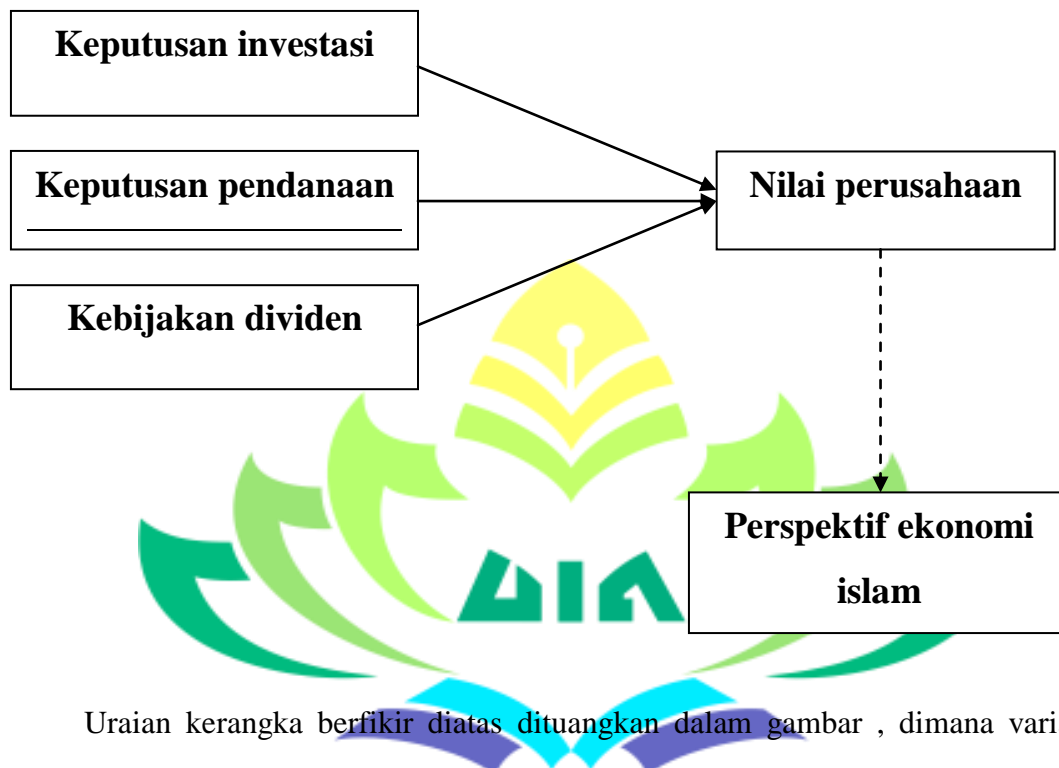 Keputusan investasi
Keputusan pendanaan
Nilai perusahaan
Kebijakan dividen
Perspektif ekonomi
islam
UIN
Uraian kerangka berfikir diatas dituangkan dalam gambar , dimana vari